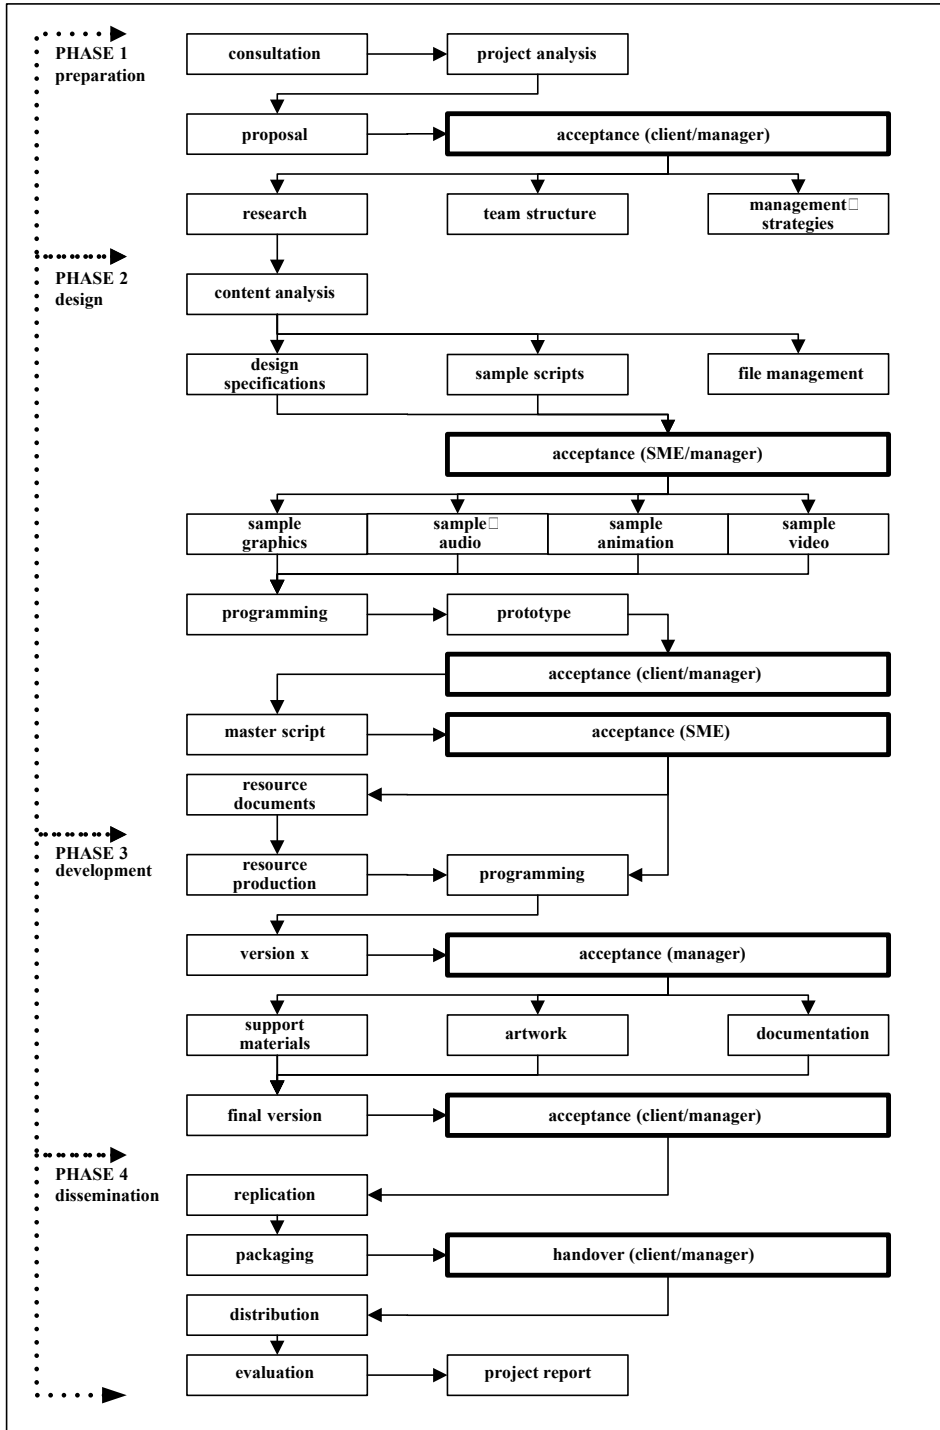 PHASE 1
preparation
consultation
project analysis
proposal
acceptance (client/manager)
research
team structure
management
strategies
PHASE 2
design
content analysis
design
specifications
sample scripts
file management
acceptance (SME/manager)
sample
graphics
sample
audio
sample
animation
sample
video
programming
prototype
acceptance (client/manager)
master script
acceptance (SME)
resource
documents
PHASE 3
development
resource
production
programming
version x
acceptance (manager)
support
materials
artwork
documentation
final version
acceptance (client/manager)
PHASE 4
dissemination
replication
packaging
handover (client/manager)
distribution
evaluation
project report